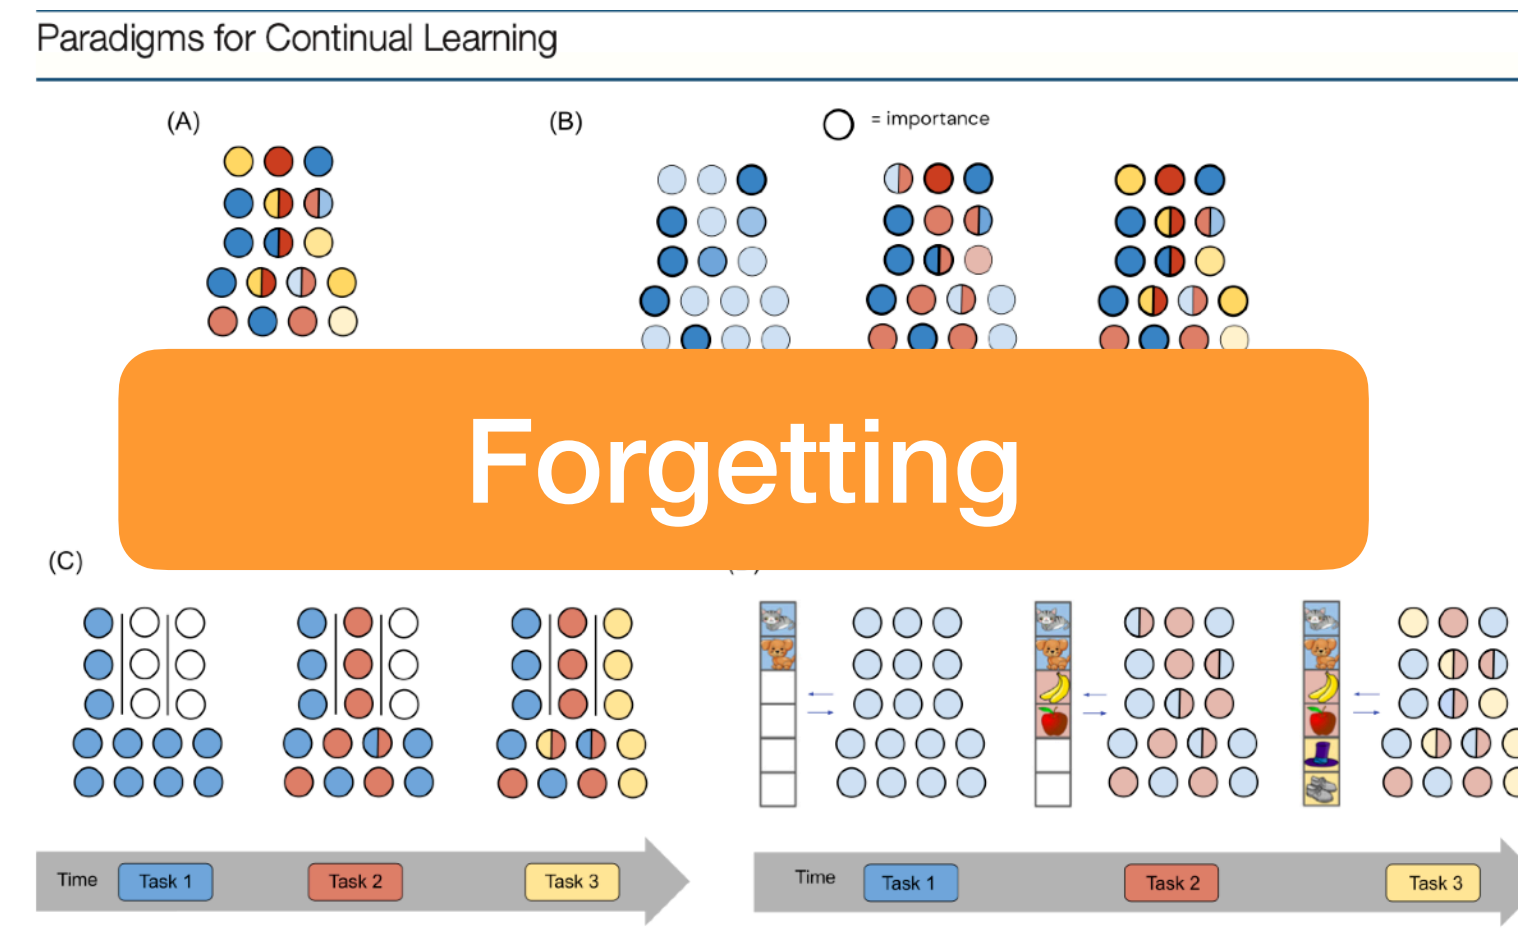 Paradigms for Continual Learning
(A)
(B)
= importance
Forgetting
(C)
Time
Task 1
Task 2
Task 3
Time
Task 1
Task 2
Task 3